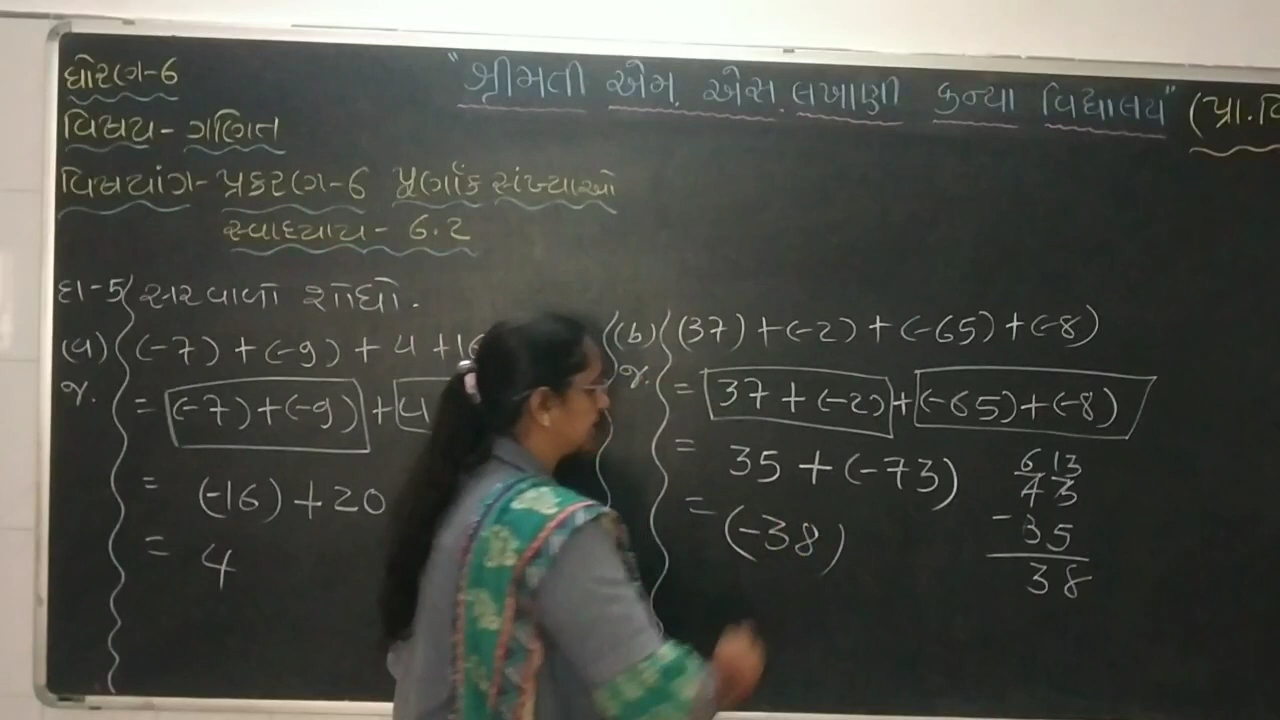 ધોરણ-6
"શ્રીમતી એમ. એસ. લખાણી કન્યા વિદ્યાલય" (પ્રા.વિ
વિષય- ગણિત
વિષયાંગ- પ્રકરણ-6 પૂર્ણાંક સંખ્યાઓ
સ્વાધ્યાય- 6.2
દા-5 સરવાળા શોધો.
(a) (-7) + (-9) + 4 + 16
જ. = (-7) + (-9) + 4
= (-16) + 20
= 4
(b) (37) + (-2) + (-65) + (-8)
જ. = 37 + (-2) + (-65) + (-8)
= 35 + (-73)
= (-38)
6 13
7 3
- 35
38